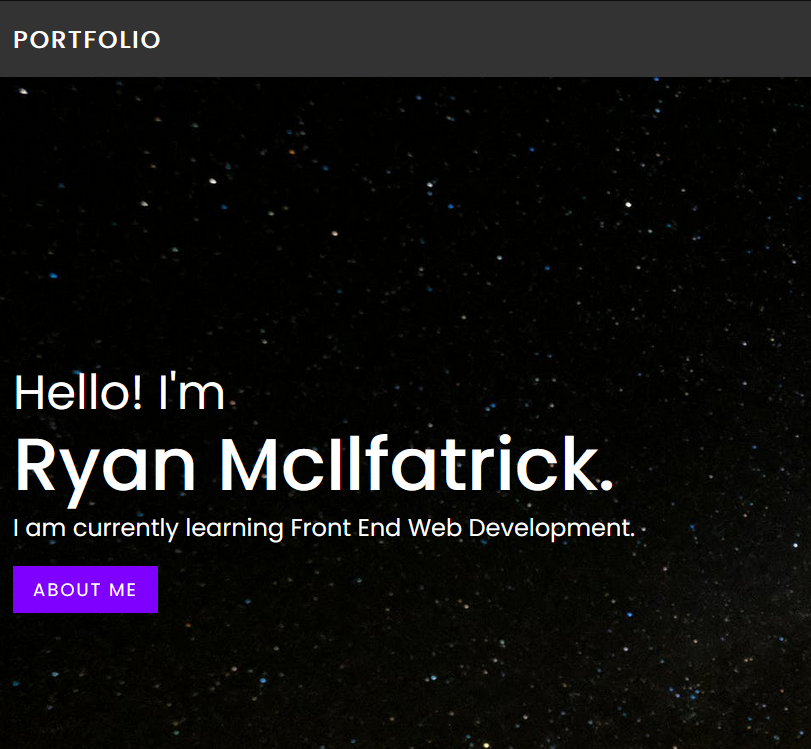 PORTFOLIO
Hello! I'm
Ryan McIlfatrick.
I am currently learning Front End Web Development.
ABOUT ME